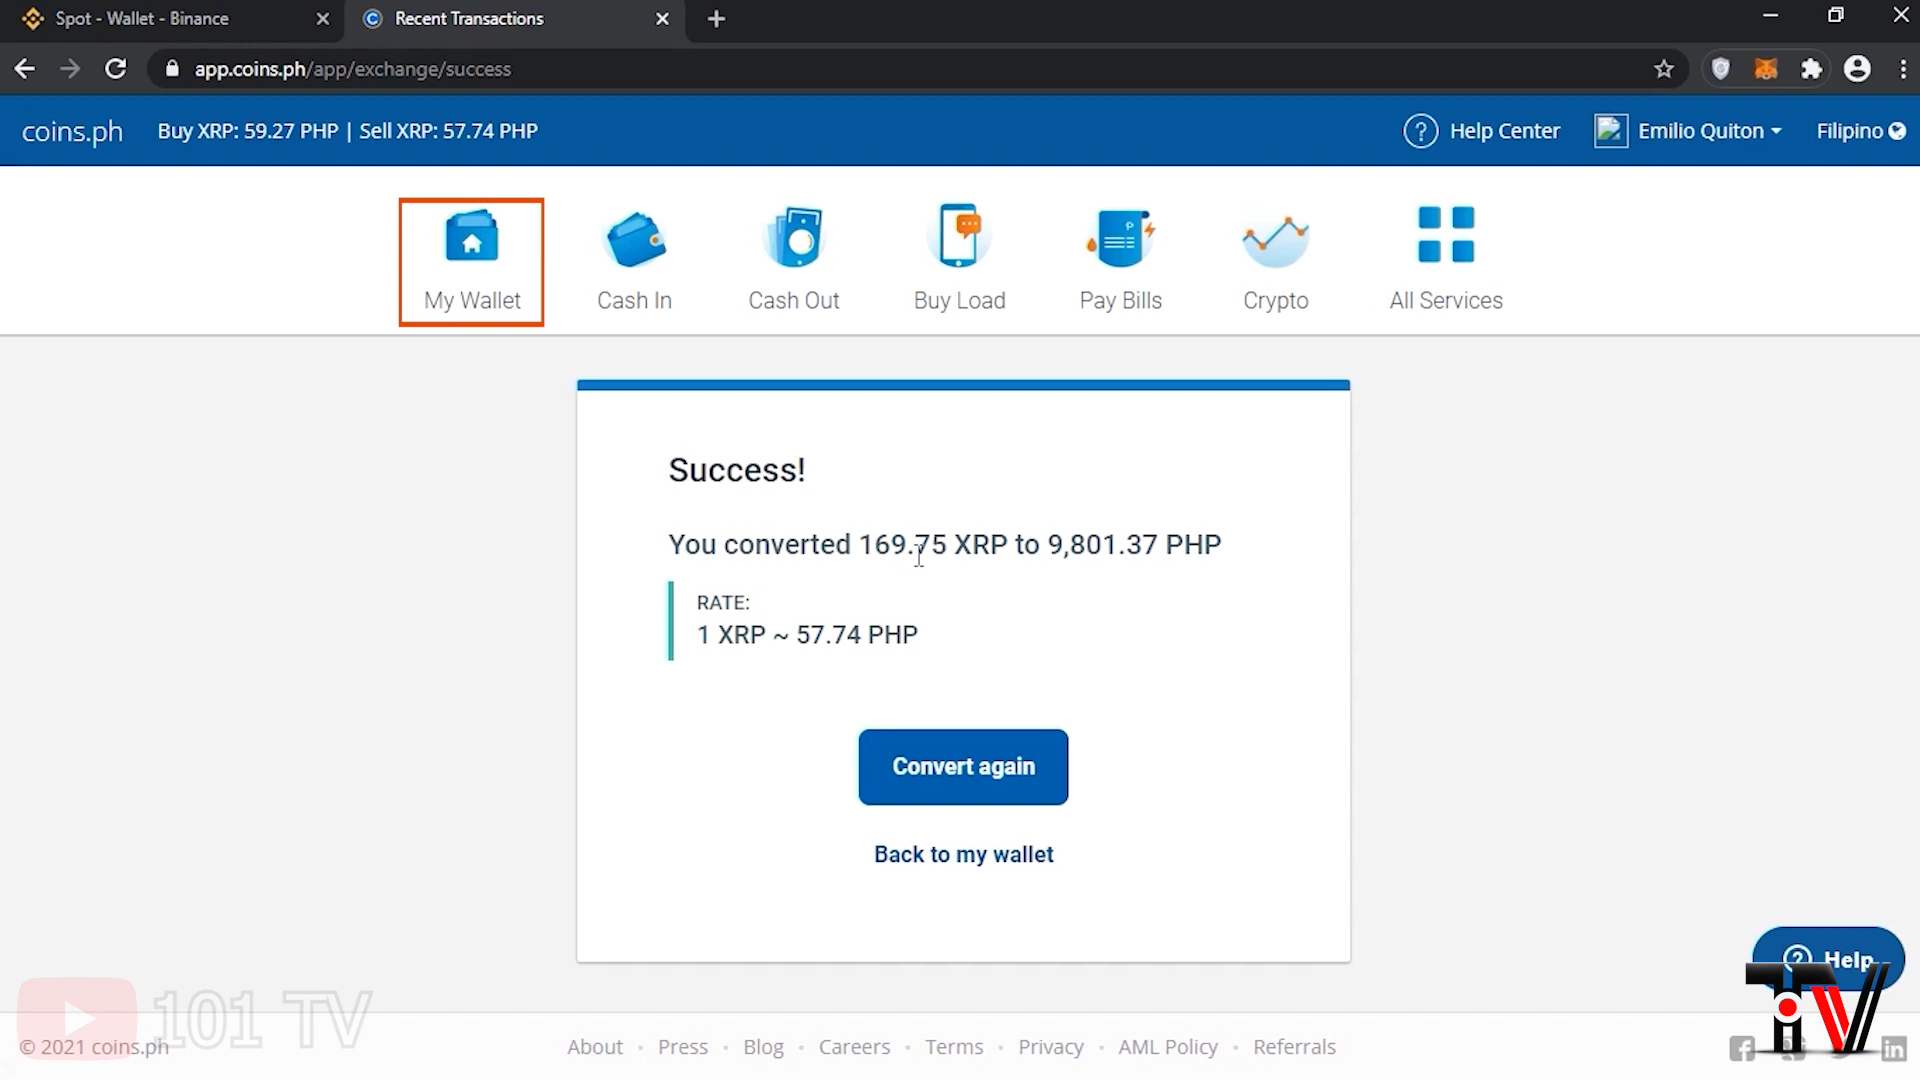 Spot - Wallet - Binance
Recent Transactions
app.coins.ph/app/exchange/success
coins.ph
Buy XRP: 59.27 PHP | Sell XRP: 57.74 PHP
Help Center
Emilio Quiton
Filipino
My Wallet
Cash In
Cash Out
Buy Load
Pay Bills
Crypto
All Services
Success!
You converted 169.75 XRP to 9,801.37 PHP
RATE:
1 XRP ~ 57.74 PHP
Convert again
Back to my wallet
Help
101 TV
TiV
© 2021 coins.ph
About · Press · Blog · Careers · Terms · Privacy · AML Policy · Referrals